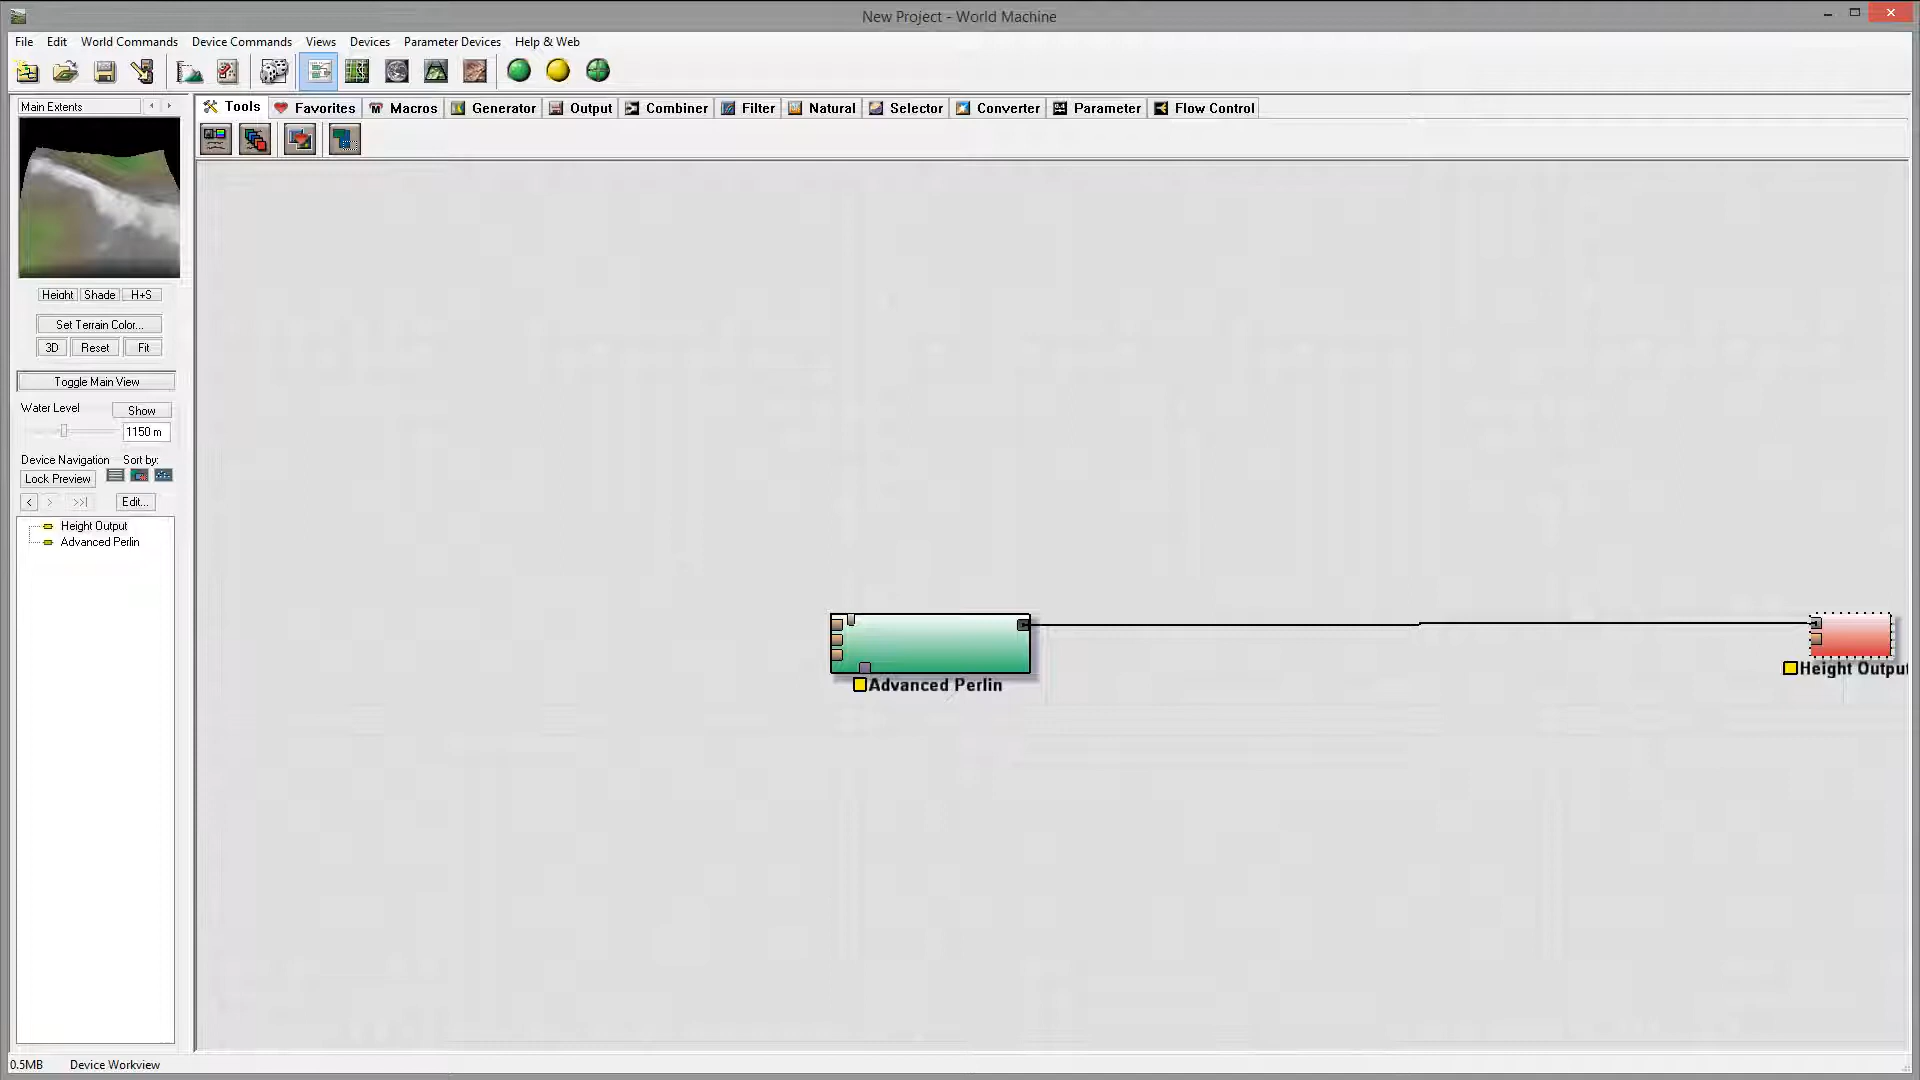 New Project - World Machine
File Edit World Commands Device Commands Views Devices Parameter Devices Help & Web
Main Extents
Tools Favorites Macros Generator Output Combiner Filter Natural Selector Converter Parameter Flow Control
Height Shade H+S
Set Terrain Color...
3D Reset Fit
Toggle Main View
Water Level Show
1150 m
Device Navigation Sort by:
Lock Preview
< > >>| Edit...
Height Output
Advanced Perlin
Advanced Perlin
Height Output
0.5MB Device Workview